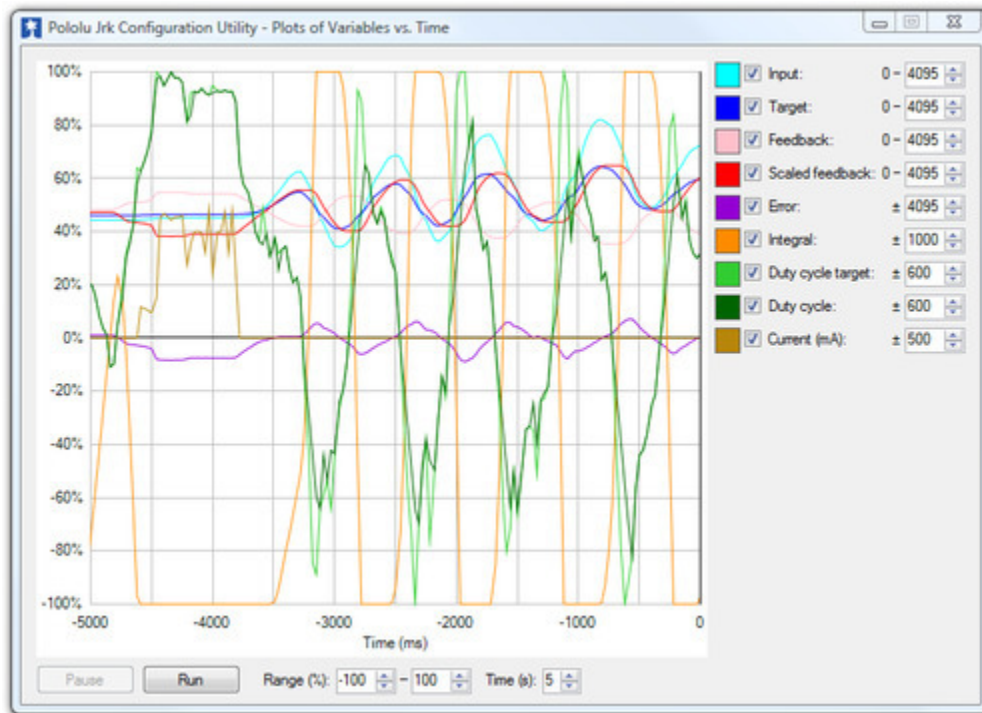 Pololu Jrk Configuration Utility - Plots of Variables vs. Time
100%
80%
60%
40%
20%
0%
-20%
-40%
-60%
-80%
-100%
-5000 -4000 -3000 -2000 -1000 0
Time (ms)
Input: 0 – 4095
Target: 0 – 4095
Feedback: 0 – 4095
Scaled feedback: 0 – 4095
Error: ± 4095
Integral: ± 1000
Duty cycle target: ± 600
Duty cycle: ± 600
Current (mA): ± 500
Pause Run Range (%): -100 – 100 Time (s): 5